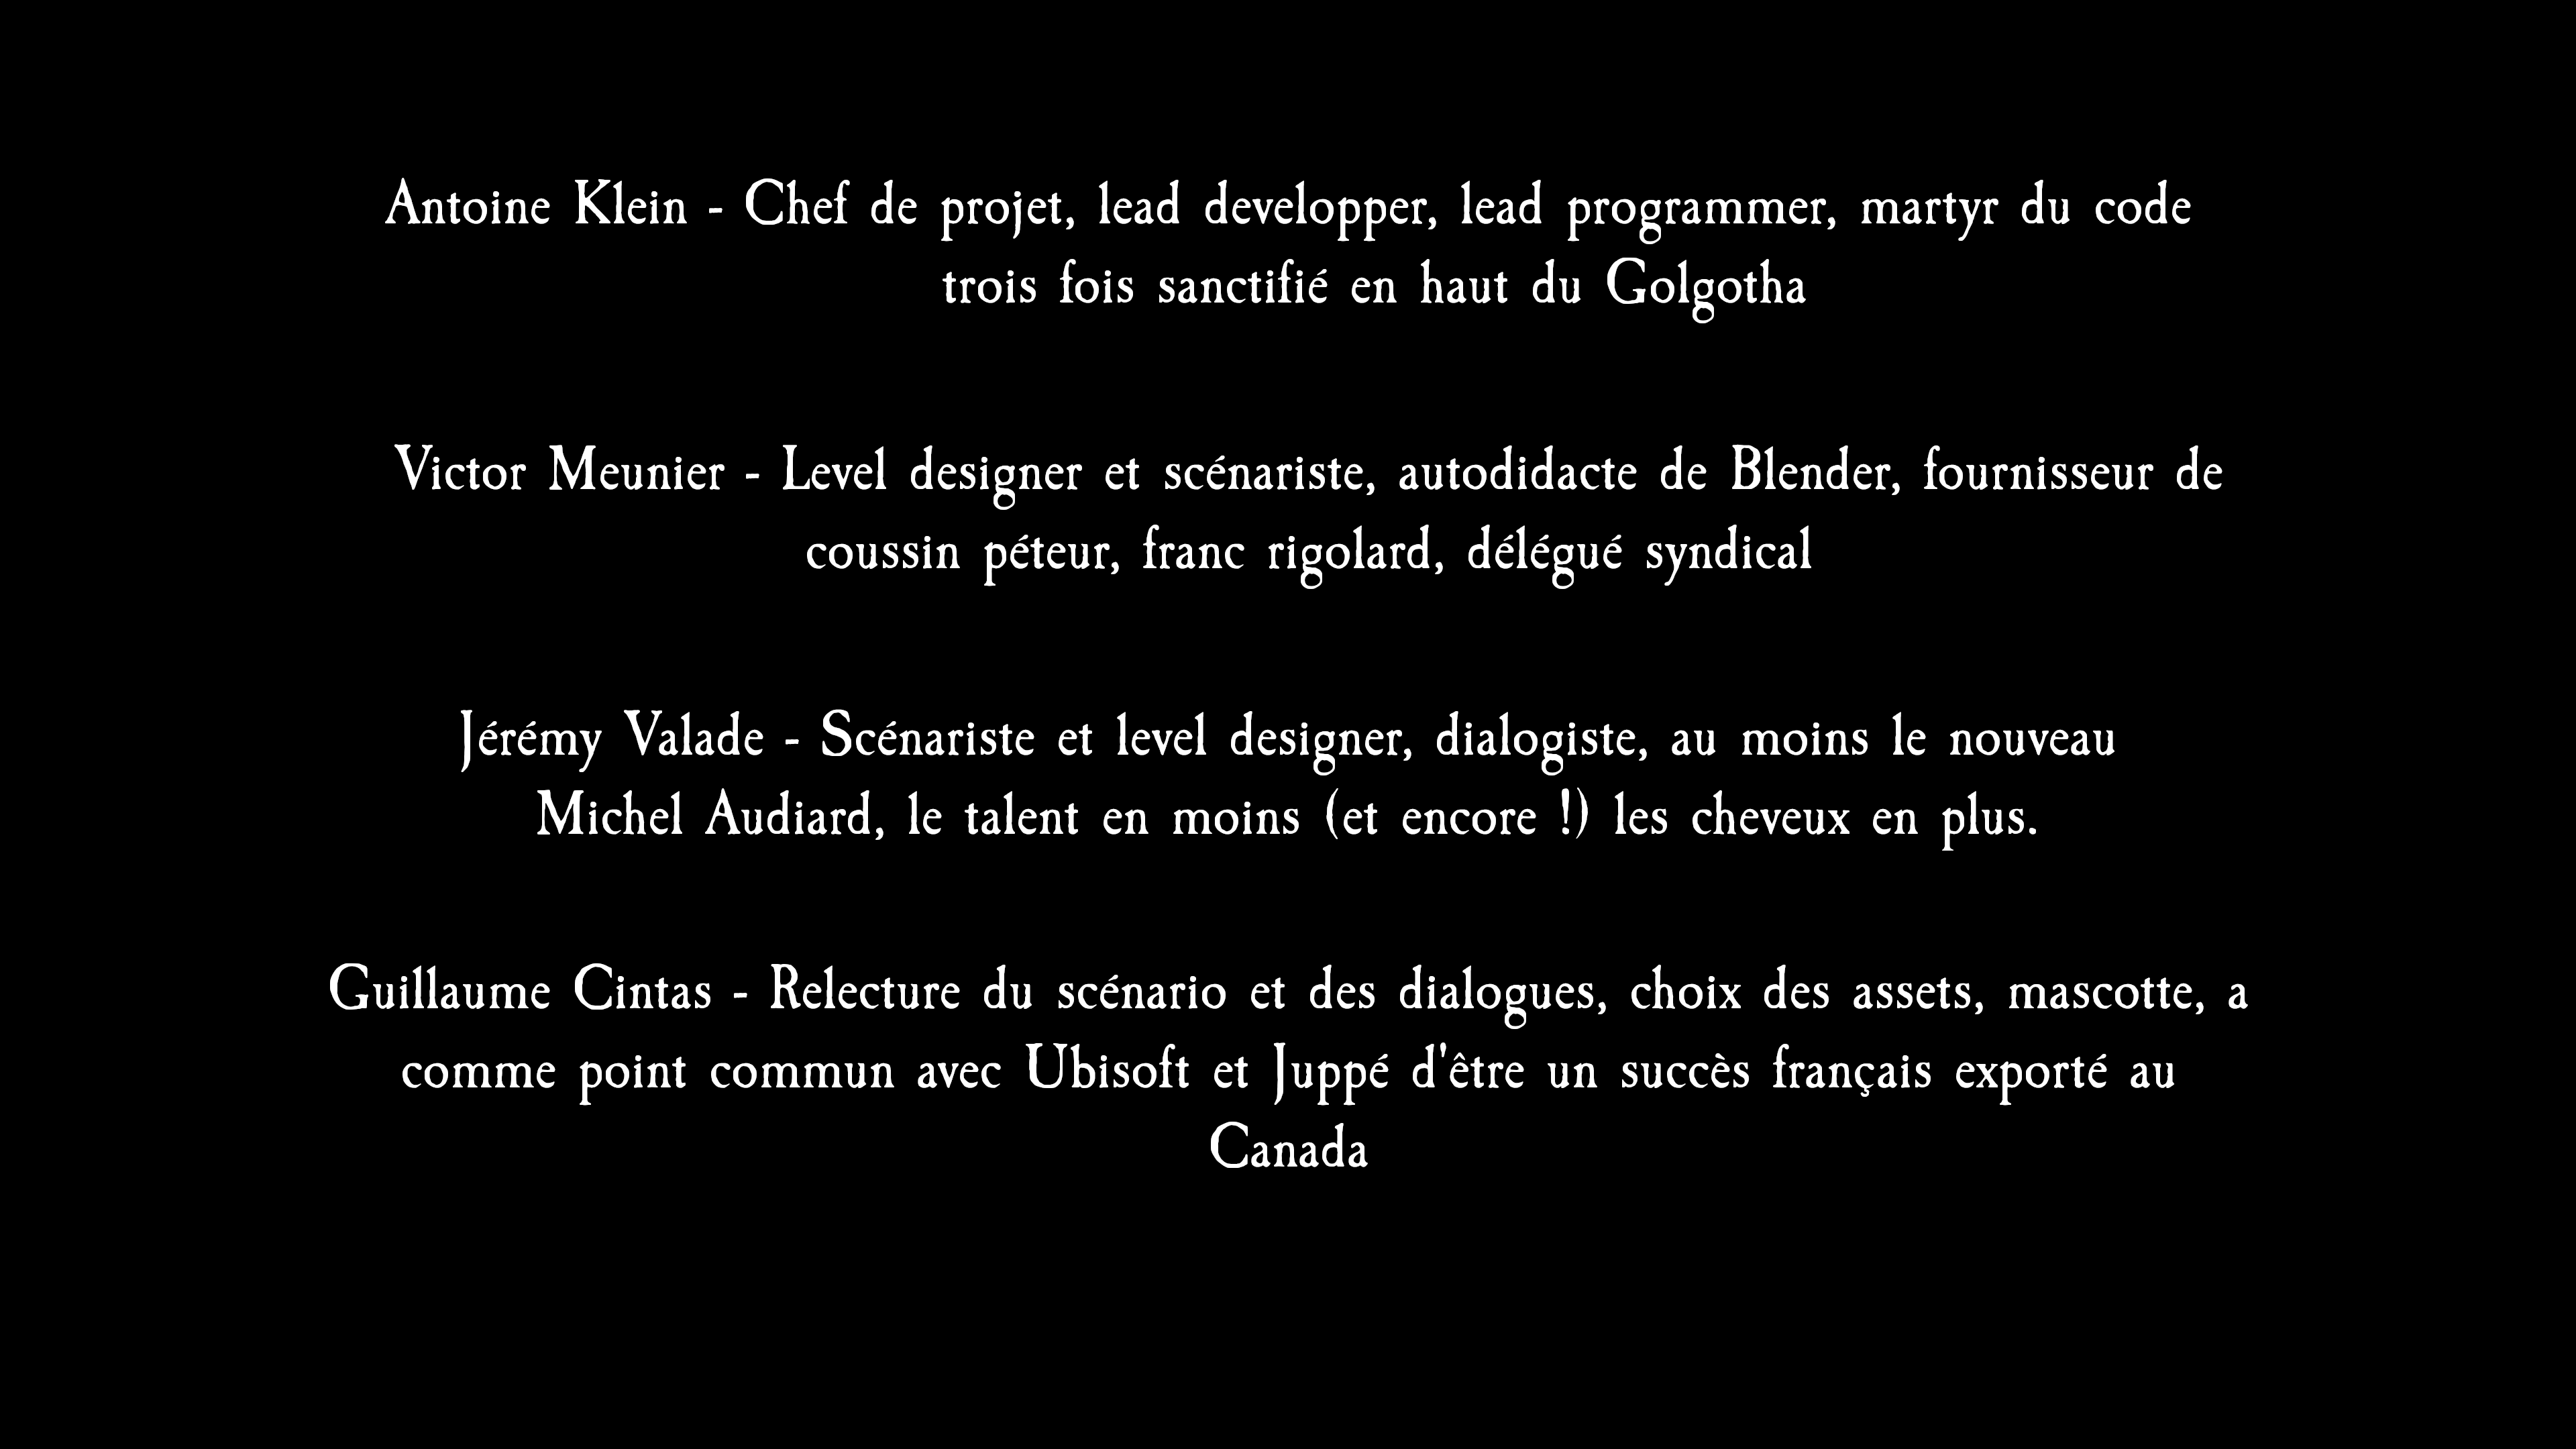 Antoine Klein - Chef de projet, lead developper, lead programmer, martyr du code
trois fois sanctifié en haut du Golgotha
Victor Meunier - Level designer et scénariste, autodidacte de Blender, fournisseur de
coussin péteur, franc rigolard, délégué syndical
Jérémy Valade - Scénariste et level designer, dialogiste, au moins le nouveau
Michel Audiard, le talent en moins (et encore !) les cheveux en plus.
Guillaume Cintas - Relecture du scénario et des dialogues, choix des assets, mascotte, a
comme point commun avec Ubisoft et Juppé d'être un succès français exporté au
Canada